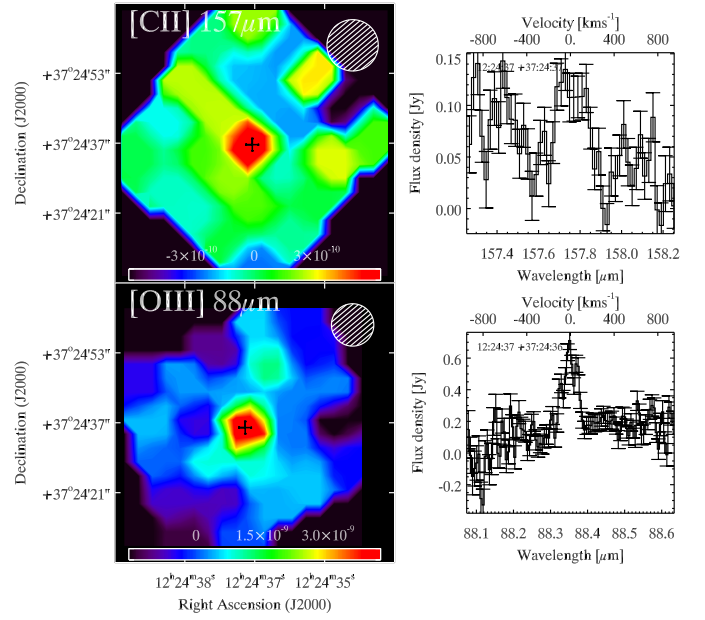 [CII] 157μm
+37°24'53"
+37°24'37"
+37°24'21"
Declination (J2000)
-3×10⁻¹⁰ 0 3×10⁻¹⁰
Velocity [kms⁻¹]
-800 -400 0. 400 800
0.15
0.10
0.05
0.00
Flux density [Jy]
157.4 157.6 157.8 158.0 158.2
Wavelength [μm]
[OIII] 88μm
+37°24'53"
+37°24'37"
+37°24'21"
Declination (J2000)
0 1.5×10⁻⁹ 3.0×10⁻⁹
12ʰ24ᵐ38ˢ 12ʰ24ᵐ37ˢ 12ʰ24ᵐ35ˢ
Right Ascension (J2000)
Velocity [kms⁻¹]
-800 -400 0. 400 800
12:24:37 +37:24:36
0.6
0.4
0.2
0.0
-0.2
Flux density [Jy]
88.1 88.2 88.3 88.4 88.5 88.6
Wavelength [μm]